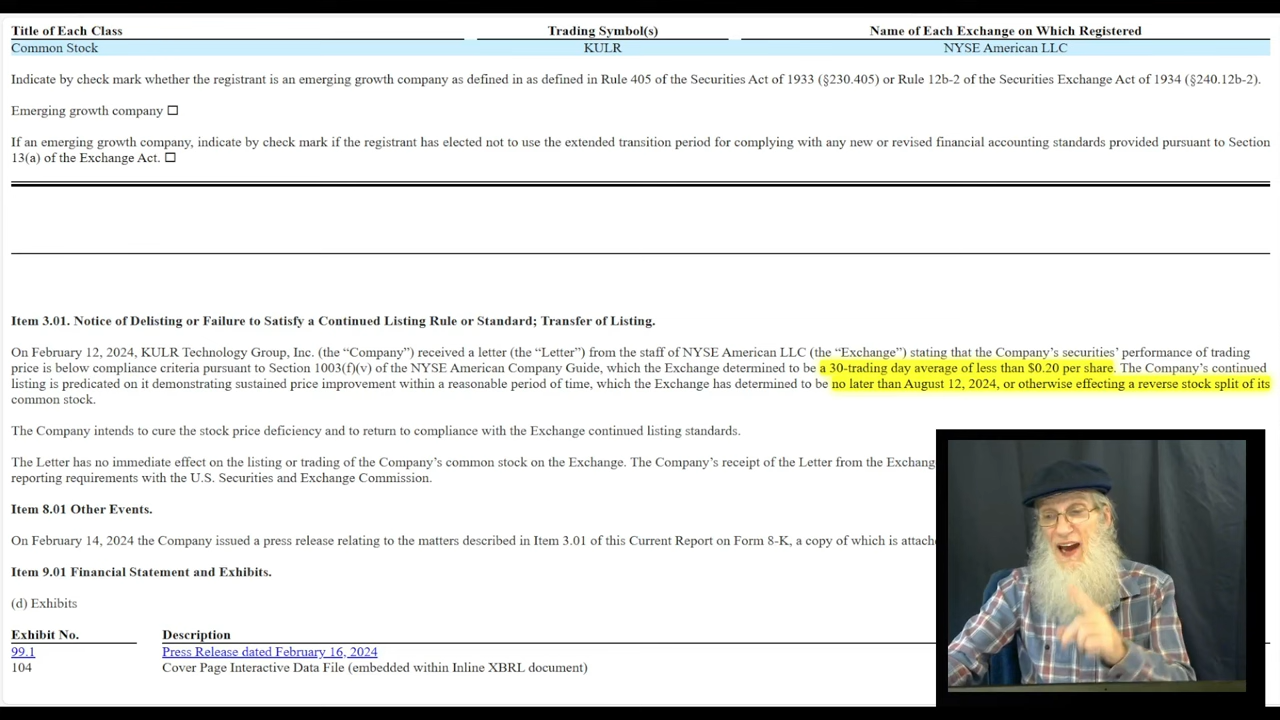 Title of Each Class Trading Symbol(s) Name of Each Exchange on Which Registered
Common Stock KULR NYSE American LLC
Indicate by check mark whether the registrant is an emerging growth company as defined in as defined in Rule 405 of the Securities Act of 1933 (§230.405) or Rule 12b-2 of the Securities Exchange Act of 1934 (§240.12b-2).
Emerging growth company ☐
If an emerging growth company, indicate by check mark if the registrant has elected not to use the extended transition period for complying with any new or revised financial accounting standards provided pursuant to Section
13(a) of the Exchange Act. ☐
Item 3.01. Notice of Delisting or Failure to Satisfy a Continued Listing Rule or Standard; Transfer of Listing.
On February 12, 2024, KULR Technology Group, Inc. (the “Company”) received a letter (the “Letter”) from the staff of NYSE American LLC (the “Exchange”) stating that the Company’s securities’ performance of trading
price is below compliance criteria pursuant to Section 1003(f)(v) of the NYSE American Company Guide, which the Exchange determined to be a 30-trading day average of less than $0.20 per share. The Company’s continued
listing is predicated on it demonstrating sustained price improvement within a reasonable period of time, which the Exchange has determined to be no later than August 12, 2024, or otherwise effecting a reverse stock split of its
common stock.
The Company intends to cure the stock price deficiency and to return to compliance with the Exchange continued listing standards.
The Letter has no immediate effect on the listing or trading of the Company’s common stock on the Exchange. The Company’s receipt of the Letter from the Exchang
reporting requirements with the U.S. Securities and Exchange Commission.
Item 8.01 Other Events.
On February 14, 2024 the Company issued a press release relating to the matters described in Item 3.01 of this Current Report on Form 8-K, a copy of which is attach
Item 9.01 Financial Statement and Exhibits.
(d) Exhibits
Exhibit No. Description
99.1 Press Release dated February 16, 2024
104 Cover Page Interactive Data File (embedded within Inline XBRL document)